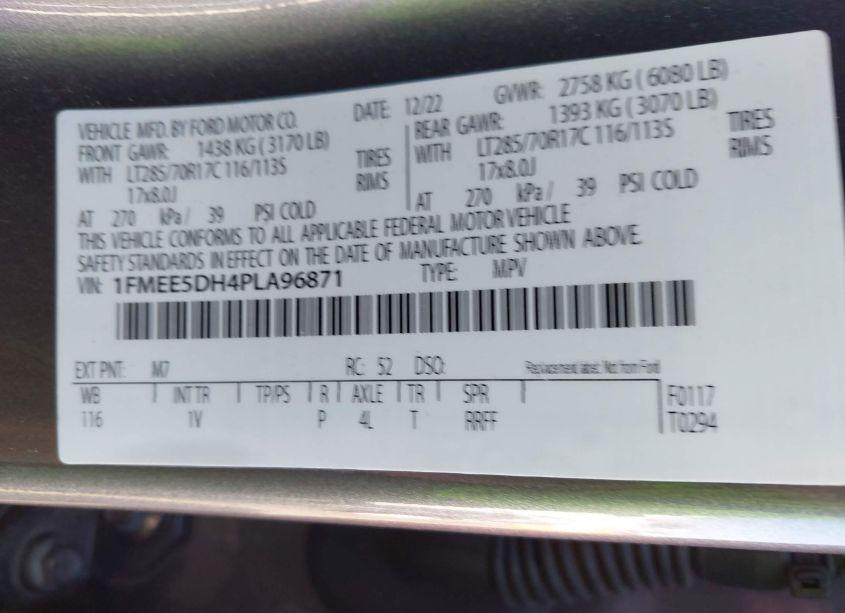 VEHICLE MFD. BY FORD MOTOR CO. DATE: 12/22 GVWR: 2758 KG ( 6080 LB)
FRONT GAWR: 1438 KG ( 3170 LB) REAR GAWR: 1393 KG ( 3070 LB)
WITH LT285/70R17C 116/113S TIRES WITH LT285/70R17C 116/113S TIRES
17x8.0J RIMS 17x8.0J RIMS
AT 270 kPa / 39 PSI COLD AT 270 kPa / 39 PSI COLD
THIS VEHICLE CONFORMS TO ALL APPLICABLE FEDERAL MOTOR VEHICLE
SAFETY STANDARDS IN EFFECT ON THE DATE OF MANUFACTURE SHOWN ABOVE.
VIN: 1FMEE5DH4PLA96871 TYPE: MPV
EXT PNT: M7 RC: 52 DSO: Replacement label: Not from Ford
WB INT TR TP/PS R AXLE TR SPR F0117
116 1V P 4L T RRFF T0294